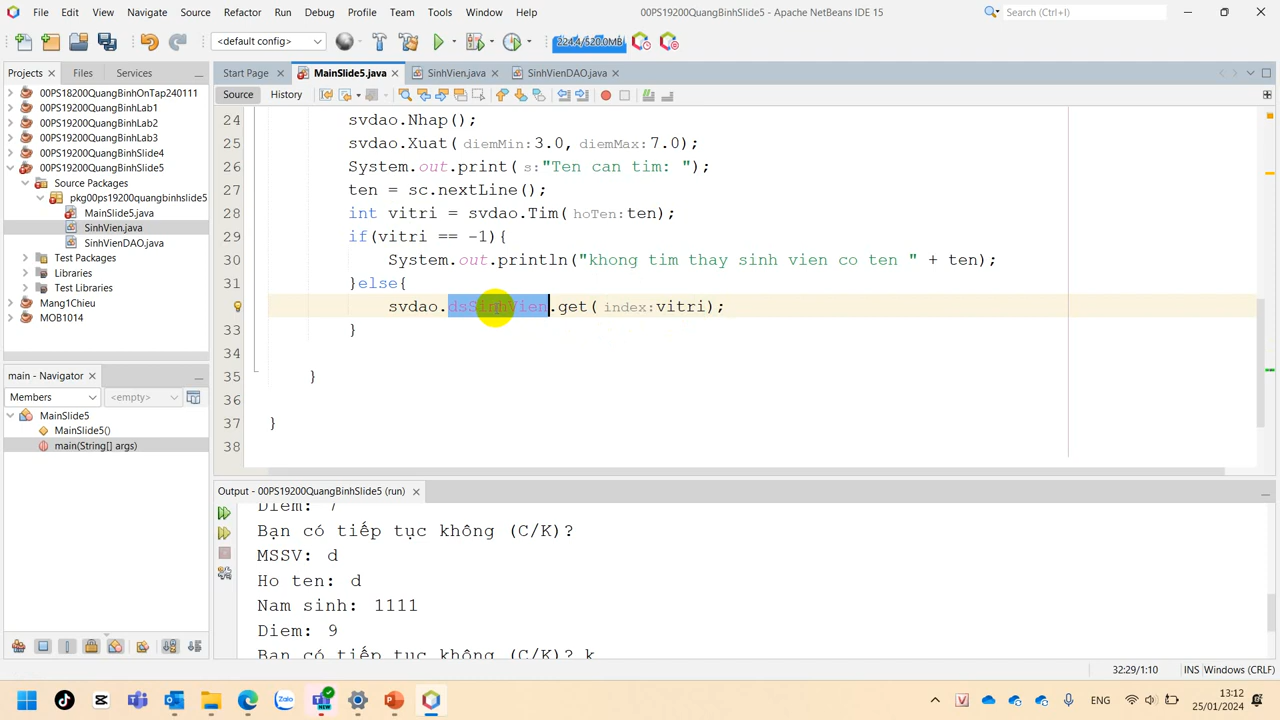 File Edit View Navigate Source Refactor Run Debug Profile Team Tools Window Help 00PS19200QuangBinhSlide5 - Apache NetBeans IDE 15 Search (Ctrl+I)
<default config> 224.4/520.0MB
Projects Files Services Start Page MainSlide5.java SinhVien.java SinhVienDAO.java
Source History
00PS18200QuangBinhOnTap240111
00PS19200QuangBinhLab1
00PS19200QuangBinhLab2
00PS19200QuangBinhLab3
00PS19200QuangBinhSlide4
00PS19200QuangBinhSlide5
Source Packages
pkg00ps19200quangbinhslide5
MainSlide5.java
SinhVien.java
SinhVienDAO.java
Test Packages
Libraries
Test Libraries
Mang1Chieu
MOB1014
24 svdao.Nhap();
25 svdao.Xuat(diemMin:3.0, diemMax:7.0);
26 System.out.print(s:"Ten can tim: ");
27 ten = sc.nextLine();
28 int vitri = svdao.Tim(hoTen:ten);
29 if(vitri == -1){
30 System.out.println("khong tim thay sinh vien co ten " + ten);
31 }else{
svdao.dsSinhVien.get(index:vitri);
33 }
34
35 }
36
37 }
38
main - Navigator
Members <empty>
MainSlide5
MainSlide5()
main(String[] args)
Output - 00PS19200QuangBinhSlide5 (run)
Diem: 7
Bạn có tiếp tục không (C/K)?
MSSV: d
Ho ten: d
Nam sinh: 1111
Diem: 9
Bạn có tiếp tục không (C/K)? k
32:29/1:10 INS Windows (CRLF)
Zalo NEW ENG 13:12
25/01/2024